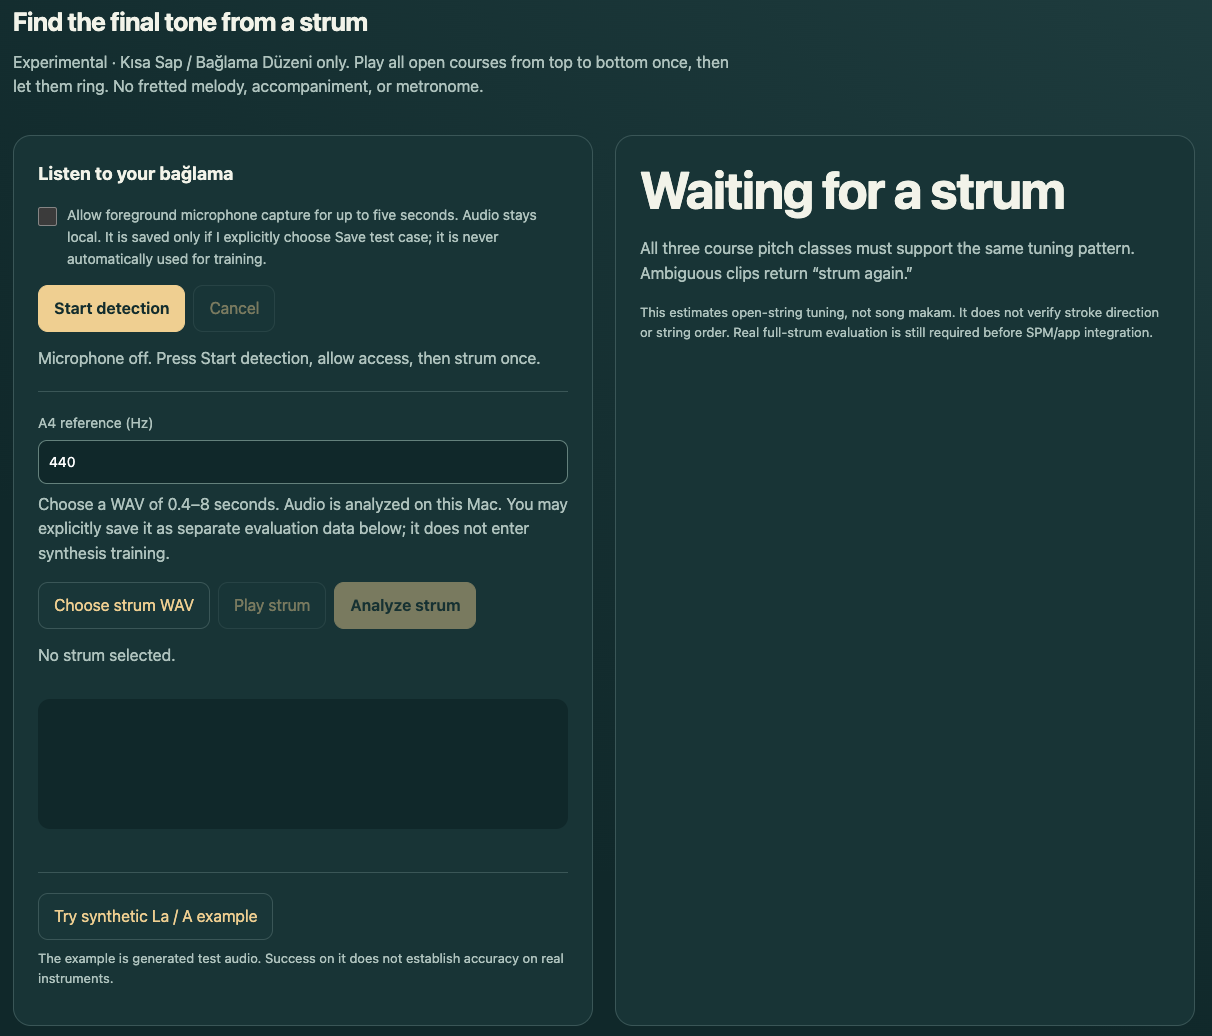 Find the final tone from a strum
Experimental · Kısa Sap / Bağlama Düzeni only. Play all open courses from top to bottom once, then
let them ring. No fretted melody, accompaniment, or metronome.
Listen to your bağlama
Allow foreground microphone capture for up to five seconds. Audio stays
local. It is saved only if I explicitly choose Save test case; it is never
automatically used for training.
Start detection
Cancel
Microphone off. Press Start detection, allow access, then strum once.
A4 reference (Hz)
440
Choose a WAV of 0.4–8 seconds. Audio is analyzed on this Mac. You may
explicitly save it as separate evaluation data below; it does not enter
synthesis training.
Choose strum WAV
Play strum
Analyze strum
No strum selected.
Try synthetic La / A example
The example is generated test audio. Success on it does not establish accuracy on real
instruments.
Waiting for a strum
All three course pitch classes must support the same tuning pattern.
Ambiguous clips return “strum again.”
This estimates open-string tuning, not song makam. It does not verify stroke direction
or string order. Real full-strum evaluation is still required before SPM/app integration.